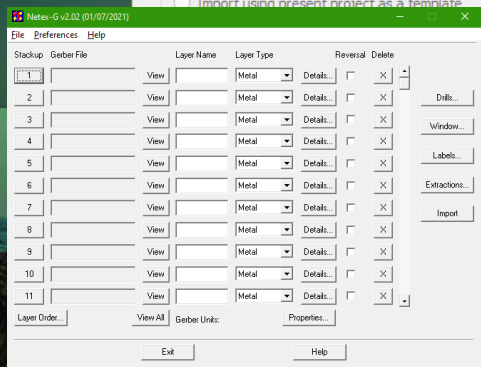 Import using present project as a template
Netex-G v2.02 (01/07/2021)
File Preferences Help
Stackup Gerber File Layer Name Layer Type Reversal Delete
1 View Metal Details... X
2 View Metal Details... X Drills...
3 View Metal Details... X Window...
4 View Metal Details... X
5 View Metal Details... X Labels...
6 View Metal Details... X Extractions...
7 View Metal Details... X Import
8 View Metal Details... X
9 View Metal Details... X
10 View Metal Details... X
11 View Metal Details... X
Layer Order... View All Gerber Units: Properties...
Exit Help